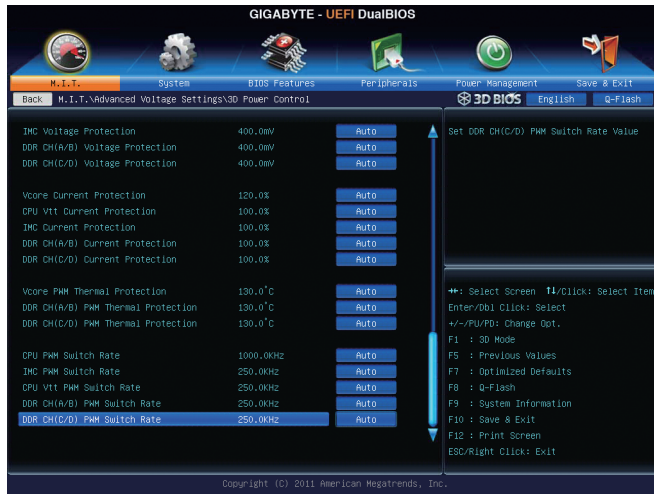 GIGABYTE - UEFI DualBIOS
M.I.T. System BIOS Features Peripherals Power Management Save & Exit
Back M.I.T.\Advanced Voltage Settings\3D Power Control 3D BIOS English Q-Flash
IMC Voltage Protection 400.0mV Auto
DDR CH(A/B) Voltage Protection 400.0mV Auto
DDR CH(C/D) Voltage Protection 400.0mV Auto
Vcore Current Protection 120.0% Auto
CPU Vtt Current Protection 100.0% Auto
IMC Current Protection 100.0% Auto
DDR CH(A/B) Current Protection 100.0% Auto
DDR CH(C/D) Current Protection 100.0% Auto
Vcore PWM Thermal Protection 130.0°C Auto
DDR CH(A/B) PWM Thermal Protection 130.0°C Auto
DDR CH(C/D) PWM Thermal Protection 130.0°C Auto
CPU PWM Switch Rate 1000.0KHz Auto
IMC PWM Switch Rate 250.0KHz Auto
CPU Vtt PWM Switch Rate 250.0KHz Auto
DDR CH(A/B) PWM Switch Rate 250.0KHz Auto
DDR CH(C/D) PWM Switch Rate 250.0KHz Auto
Set DDR CH(C/D) PWM Switch Rate Value
→←: Select Screen ↑↓/Click: Select Item
Enter/Dbl Click: Select
+/-/PU/PD: Change Opt.
F1 : 3D Mode
F5 : Previous Values
F7 : Optimized Defaults
F8 : Q-Flash
F9 : System Information
F10 : Save & Exit
F12 : Print Screen
ESC/Right Click: Exit
Copyright (C) 2011 American Megatrends, Inc.